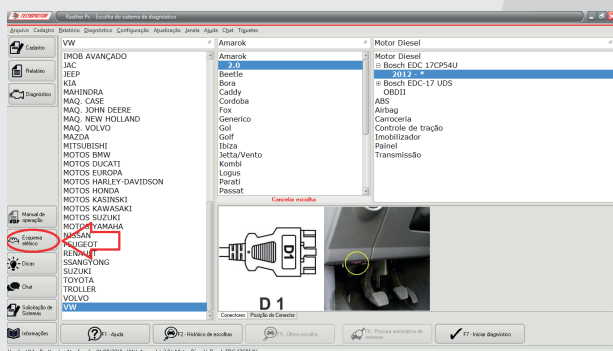 TECNOMOTOR
Rasther Pc - Escolha do sistema de diagnóstico
Arquivo Cadastro Relatório Diagnóstico Configuração Atualização Janela Ajuda Chat Tiquetes
Cadastro
Relatório
Diagnóstico
Manual de operação
Esquema elétrico
Dicas
Chat
Solicitação de Sistemas
Informações
VW
IMOB AVANÇADO
JAC
JEEP
KIA
MAHINDRA
MAQ. CASE
MAQ. JOHN DEERE
MAQ. NEW HOLLAND
MAQ. VOLVO
MAZDA
MITSUBISHI
MOTOS BMW
MOTOS DUCATI
MOTOS EUROPA
MOTOS HARLEY-DAVIDSON
MOTOS HONDA
MOTOS KASINSKI
MOTOS KAWASAKI
MOTOS SUZUKI
MOTOS YAMAHA
NISSAN
PEUGEOT
RENAULT
SSANGYONG
SUZUKI
TOYOTA
TROLLER
VOLVO
VW
Amarok
Amarok
2.0
Beetle
Bora
Caddy
Cordoba
Fox
Generico
Gol
Golf
Ibiza
Jetta/Vento
Kombi
Logus
Parati
Passat
Motor Diesel
Motor Diesel
Bosch EDC 17CP54U
2012 - *
Bosch EDC-17 UDS
OBDII
ABS
Airbag
Carroceria
Controle de tração
Imobilizador
Painel
Transmissão
Cancelar escolha
D1
D 1
Conectores Posição do Conector
F1 - Ajuda
F2 - Histórico de escolhas
F5 - Última escolha
F6 - Procura automática de sistemas
F7 - Iniciar diagnóstico